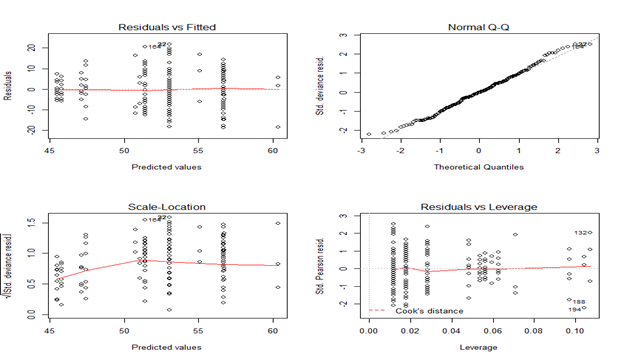 Residuals vs Fitted
Residuals
-20 -10 0 10 20
164 22
45 50 55 60
Predicted values
Normal Q-Q
Std. deviance resid.
-2 -1 0 1 2 3
-3 -2 -1 0 1 2 3
Theoretical Quantiles
Scale-Location
√|Std. deviance resid.|
0.0 0.5 1.0 1.5
164 22
45 50 55 60
Predicted values
Residuals vs Leverage
Std. Pearson resid.
-2 -1 0 1 2 3
132
188
194
Cook's distance
0.00 0.02 0.04 0.06 0.08 0.10
Leverage